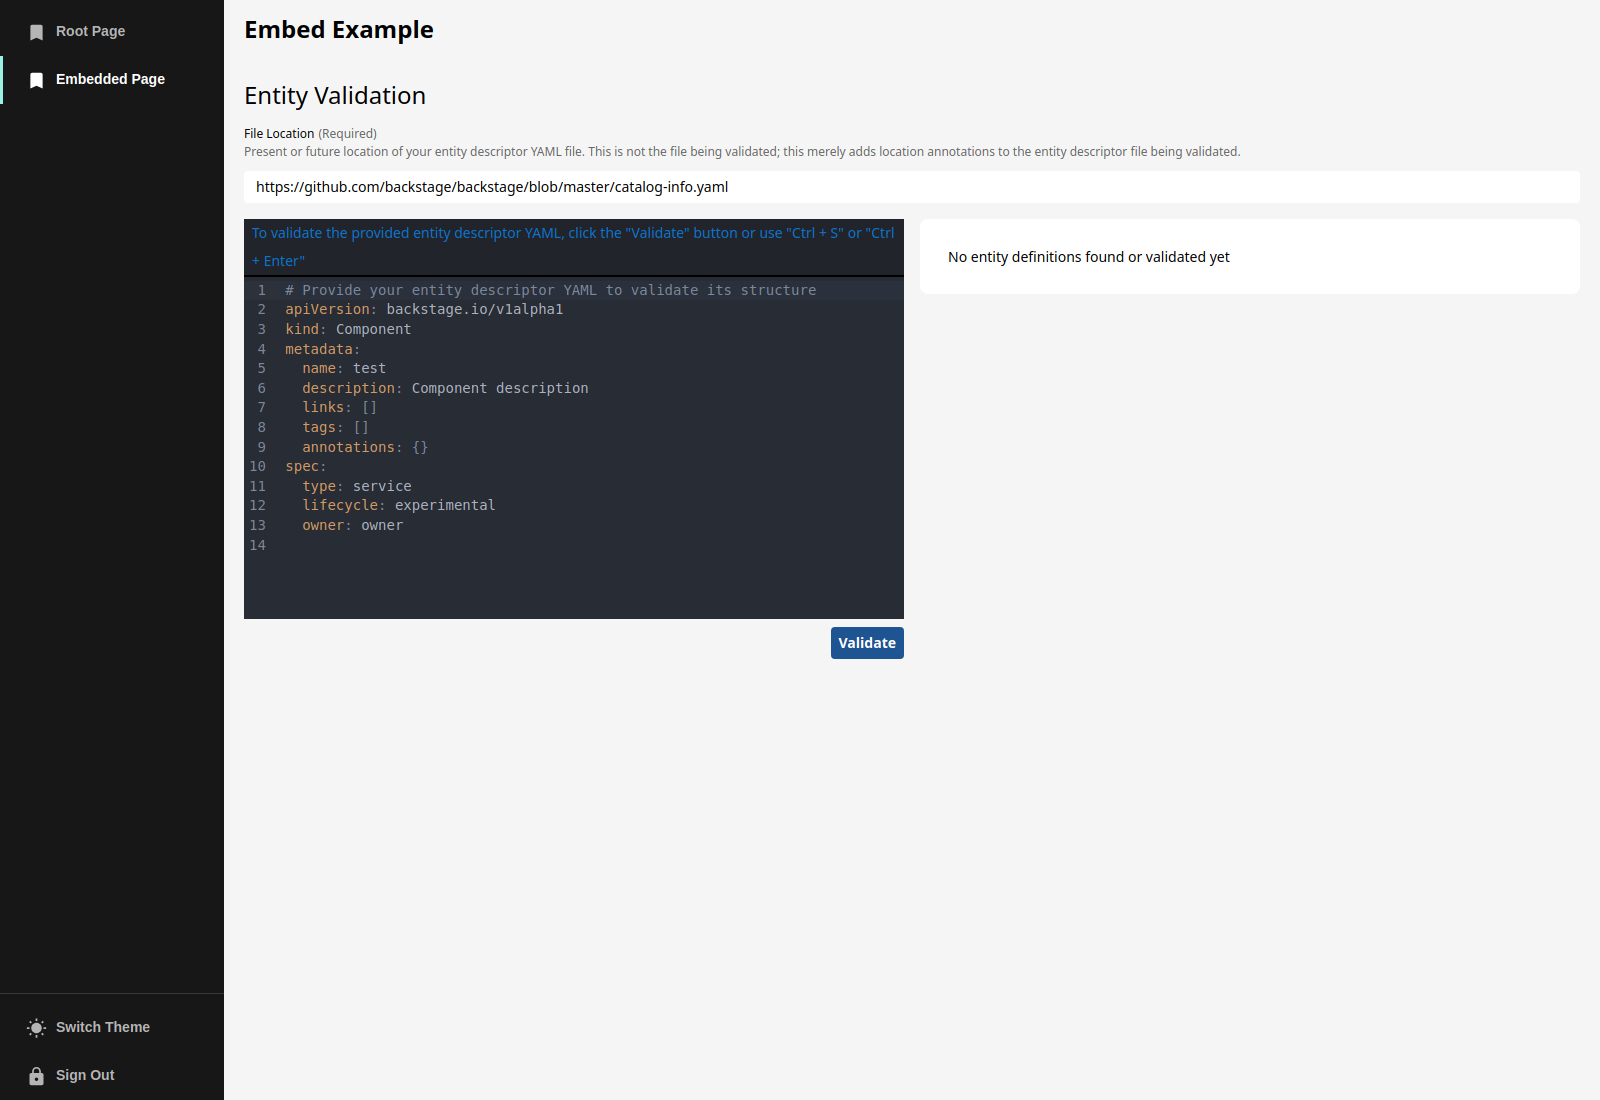 Root Page
Embedded Page
Switch Theme
Sign Out
Embed Example
Entity Validation
File Location (Required)
Present or future location of your entity descriptor YAML file. This is not the file being validated; this merely adds location annotations to the entity descriptor file being validated.
https://github.com/backstage/backstage/blob/master/catalog-info.yaml
To validate the provided entity descriptor YAML, click the "Validate" button or use "Ctrl + S" or "Ctrl
+ Enter"
1 # Provide your entity descriptor YAML to validate its structure
2 apiVersion: backstage.io/v1alpha1
3 kind: Component
4 metadata:
5   name: test
6   description: Component description
7   links: []
8   tags: []
9   annotations: {}
10 spec:
11   type: service
12   lifecycle: experimental
13   owner: owner
14
Validate
No entity definitions found or validated yet